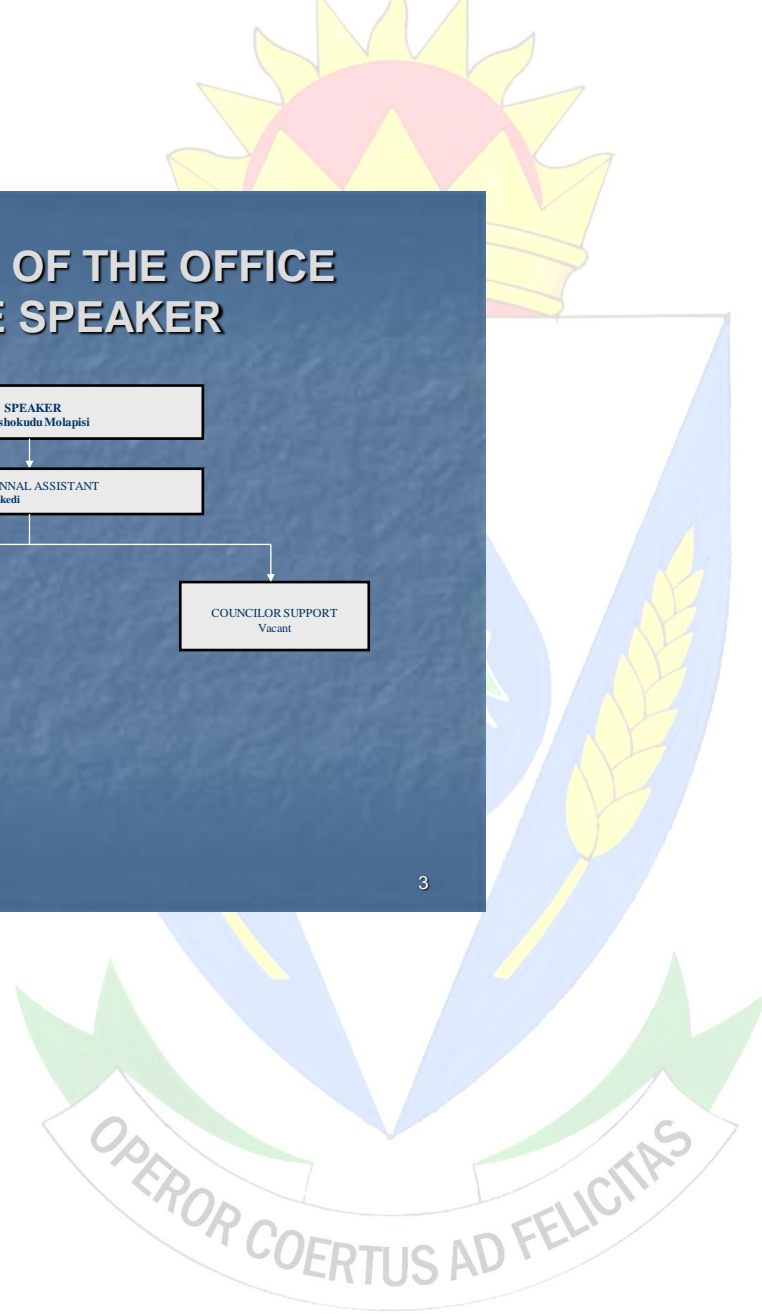 OF THE OFFICE
SPEAKER
SPEAKER
shokudu Molapisi
NNAL ASSISTANT
kedi
COUNCILOR SUPPORT
Vacant
3
OPEROR COERTUS AD FELICITAS